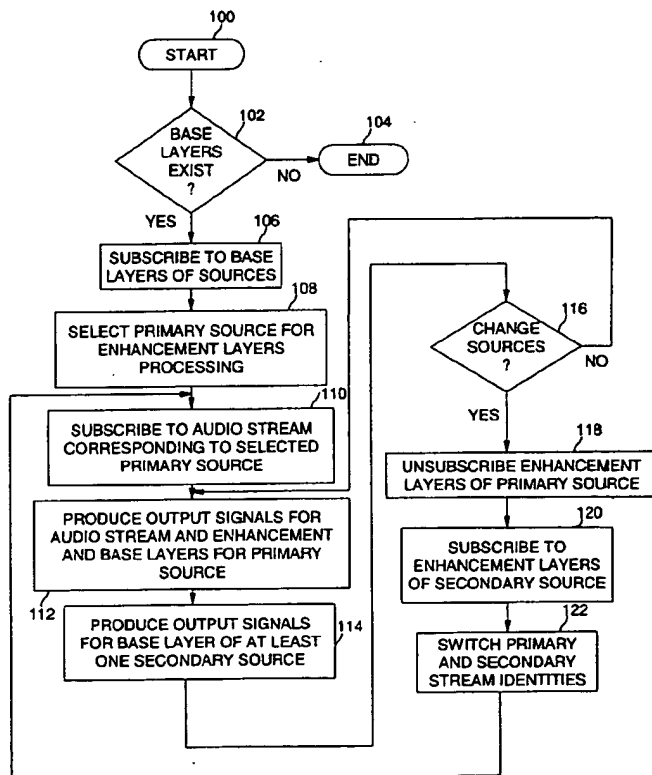 100
START
102
BASE
LAYERS
EXIST
?
104
END
NO
YES
106
SUBSCRIBE TO BASE
LAYERS OF SOURCES
108
SELECT PRIMARY SOURCE FOR
ENHANCEMENT LAYERS
PROCESSING
110
SUBSCRIBE TO AUDIO STREAM
CORRESPONDING TO SELECTED
PRIMARY SOURCE
PRODUCE OUTPUT SIGNALS FOR
AUDIO STREAM AND ENHANCEMENT
AND BASE LAYERS FOR PRIMARY
SOURCE
112
PRODUCE OUTPUT SIGNALS
FOR BASE LAYER OF AT LEAST
ONE SECONDARY SOURCE
114
116
CHANGE
SOURCES
?
NO
YES
118
UNSUBSCRIBE ENHANCEMENT
LAYERS OF PRIMARY SOURCE
120
SUBSCRIBE TO
ENHANCEMENT LAYERS
OF SECONDARY SOURCE
122
SWITCH PRIMARY
AND SECONDARY
STREAM IDENTITIES